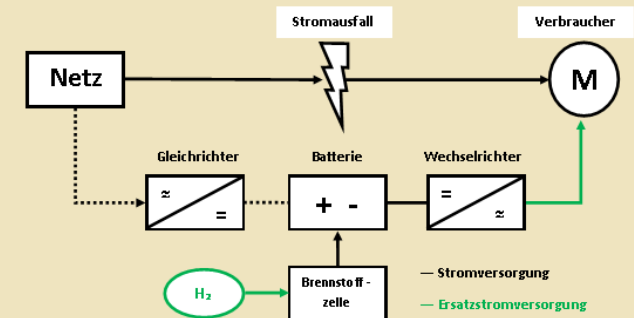 Stromausfall
Verbraucher
Netz
M
Gleichrichter
Batterie
Wechselrichter
≈
=
+ -
=
≈
Brennstoff -
zelle
H₂
— Stromversorgung
— Ersatzstromversorgung